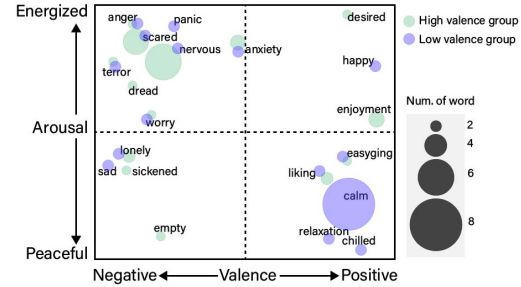 Energized
anger
panic
desired
High valence group
scared
Low valence group
nervous
anxiety
happy
terror
dread
Num. of word
enjoyment
2
worry
Arousal
4
lonely
easyging
sad
sickened
liking
6
calm
8
empty
relaxation
chilled
Peaceful
Negative
Valence
Positive